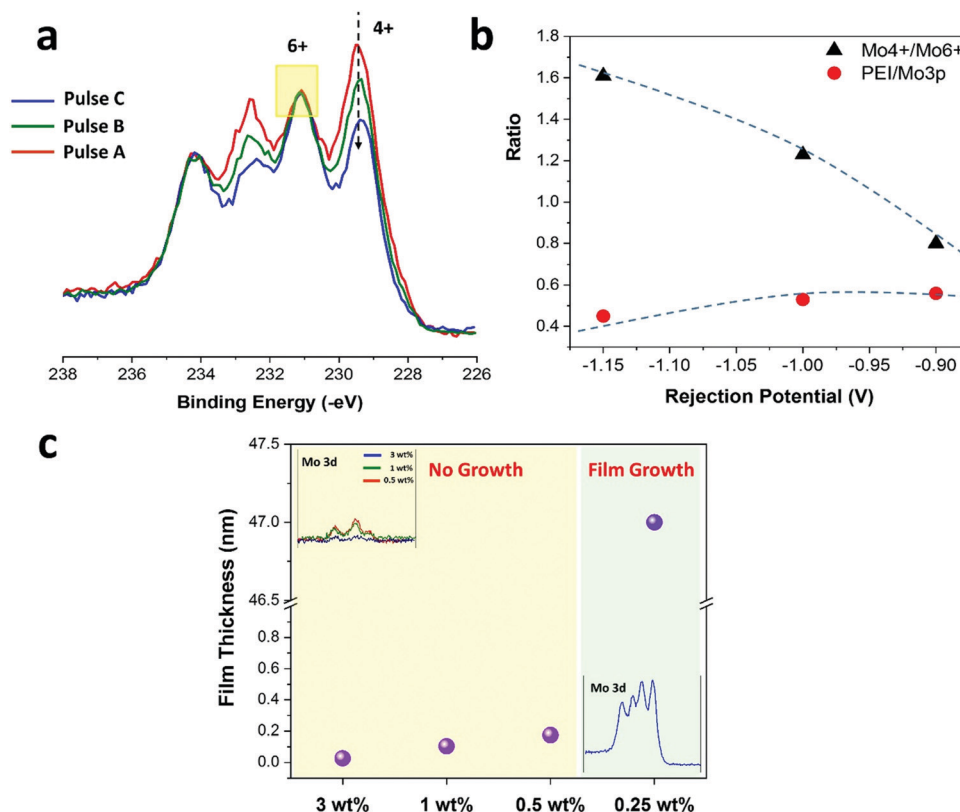 a
6+
4+
Pulse C
Pulse B
Pulse A
238
236
234
232
230
228
226
Binding Energy (-eV)
b
Mo4+/Mo6+
PEI/Mo3p
1.8
1.6
1.4
1.2
1.0
0.8
0.6
0.4
Ratio
-1.15
-1.10
-1.05
-1.00
-0.95
-0.90
Rejection Potential (V)
c
47.5
47.0
46.5
0.8
0.6
0.4
0.2
0.0
Film Thickness (nm)
Mo 3d
3 wt%
1 wt%
0.5 wt%
No Growth
Film Growth
Mo 3d
3 wt%
1 wt%
0.5 wt%
0.25 wt%